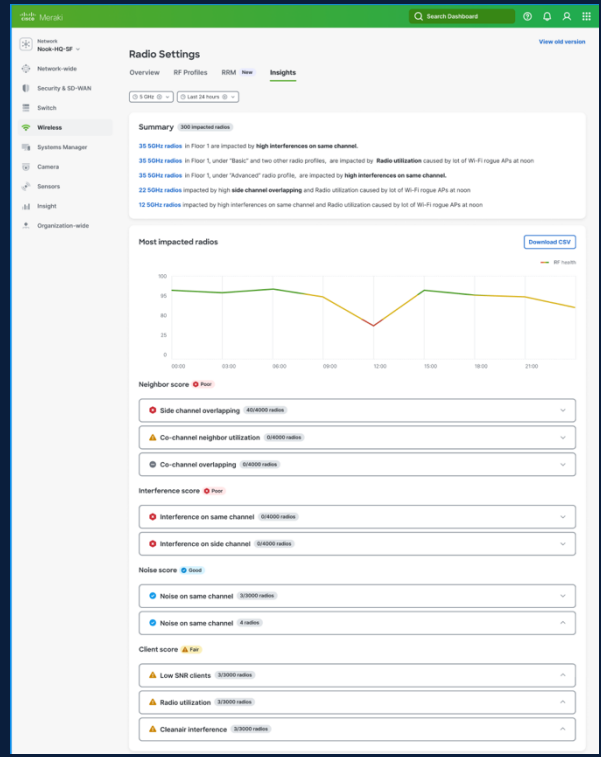 cisco Meraki
Search Dashboard
Network
Nook-HQ-SF
Network-wide
Security & SD-WAN
Switch
Wireless
Systems Manager
Camera
Sensors
Insight
Organization-wide
View old version
Radio Settings
Overview RF Profiles RRM New Insights
5 GHz Last 24 hours
Summary 300 Impacted radios
35 5GHz radios in Floor 1 are impacted by high interferences on same channel.
35 5GHz radios in Floor 1, under "Basic" and two other radio profiles, are impacted by Radio utilization caused by lot of Wi-Fi rogue APs at noon
35 5GHz radios in Floor 1, under "Advanced" radio profile, are impacted by high interferences on same channel.
22 5GHz radios impacted by high side channel overlapping and Radio utilization caused by lot of Wi-Fi rogue APs at noon
12 5GHz radios impacted by high interferences on same channel and Radio utilization caused by lot of Wi-Fi rogue APs at noon
Most impacted radios
Download CSV
RF health
100
95
80
25
0
00:00 03:00 06:00 09:00 12:00 15:00 18:00 21:00
Neighbor score Poor
Side channel overlapping 40/4000 radios
Co-channel neighbor utilization 0/4000 radios
Co-channel overlapping 0/4000 radios
Interference score Poor
Interference on same channel 0/4000 radios
Interference on side channel 0/4000 radios
Noise score Good
Noise on same channel 3/3000 radios
Noise on same channel 4 radios
Client score Fair
Low SNR clients 3/3000 radios
Radio utilization 3/3000 radios
Cleanair interference 3/3000 radios